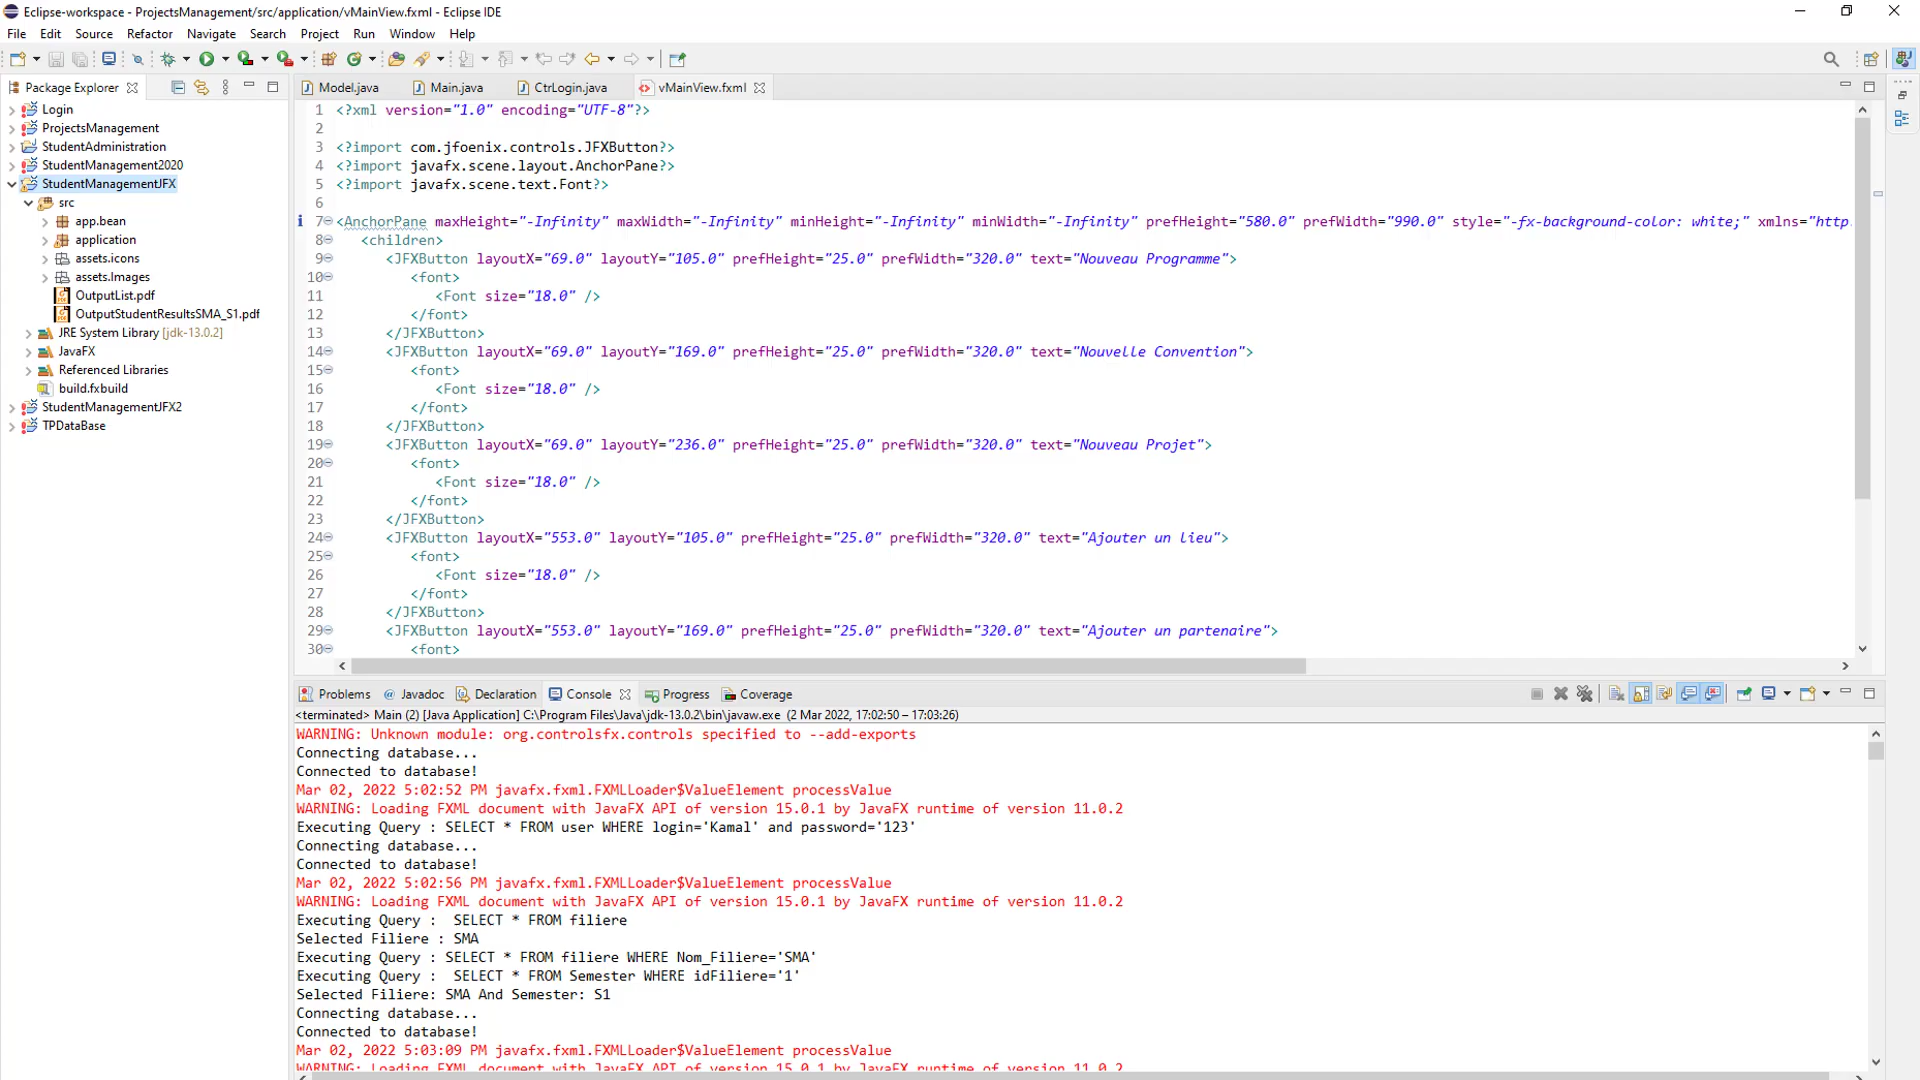 Eclipse-workspace - ProjectsManagement/src/application/vMainView.fxml - Eclipse IDE
File Edit Source Refactor Navigate Search Project Run Window Help
Package Explorer
Login
ProjectsManagement
StudentAdministration
StudentManagement2020
StudentManagementJFX
src
app.bean
application
assets.icons
assets.Images
OutputList.pdf
OutputStudentResultsSMA_S1.pdf
JRE System Library [jdk-13.0.2]
JavaFX
Referenced Libraries
build.fxbuild
StudentManagementJFX2
TPDataBase
Model.java Main.java CtrLogin.java vMainView.fxml
1 <?xml version="1.0" encoding="UTF-8"?>
2
3 <?import com.jfoenix.controls.JFXButton?>
4 <?import javafx.scene.layout.AnchorPane?>
5 <?import javafx.scene.text.Font?>
6
7 <AnchorPane maxHeight="-Infinity" maxWidth="-Infinity" minHeight="-Infinity" minWidth="-Infinity" prefHeight="580.0" prefWidth="990.0" style="-fx-background-color: white;" xmlns="http.
8 <children>
9 <JFXButton layoutX="69.0" layoutY="105.0" prefHeight="25.0" prefWidth="320.0" text="Nouveau Programme">
10 <font>
11 <Font size="18.0" />
12 </font>
13 </JFXButton>
14 <JFXButton layoutX="69.0" layoutY="169.0" prefHeight="25.0" prefWidth="320.0" text="Nouvelle Convention">
15 <font>
16 <Font size="18.0" />
17 </font>
18 </JFXButton>
19 <JFXButton layoutX="69.0" layoutY="236.0" prefHeight="25.0" prefWidth="320.0" text="Nouveau Projet">
20 <font>
21 <Font size="18.0" />
22 </font>
23 </JFXButton>
24 <JFXButton layoutX="553.0" layoutY="105.0" prefHeight="25.0" prefWidth="320.0" text="Ajouter un lieu">
25 <font>
26 <Font size="18.0" />
27 </font>
28 </JFXButton>
29 <JFXButton layoutX="553.0" layoutY="169.0" prefHeight="25.0" prefWidth="320.0" text="Ajouter un partenaire">
30 <font>
Problems Javadoc Declaration Console Progress Coverage
<terminated> Main (2) [Java Application] C:\Program Files\Java\jdk-13.0.2\bin\javaw.exe (2 Mar 2022, 17:02:50 – 17:03:26)
WARNING: Unknown module: org.controlsfx.controls specified to --add-exports
Connecting database...
Connected to database!
Mar 02, 2022 5:02:52 PM javafx.fxml.FXMLLoader$ValueElement processValue
WARNING: Loading FXML document with JavaFX API of version 15.0.1 by JavaFX runtime of version 11.0.2
Executing Query : SELECT * FROM user WHERE login='Kamal' and password='123'
Connecting database...
Connected to database!
Mar 02, 2022 5:02:56 PM javafx.fxml.FXMLLoader$ValueElement processValue
WARNING: Loading FXML document with JavaFX API of version 15.0.1 by JavaFX runtime of version 11.0.2
Executing Query :  SELECT * FROM filiere
Selected Filiere : SMA
Executing Query : SELECT * FROM filiere WHERE Nom_Filiere='SMA'
Executing Query :  SELECT * FROM Semester WHERE idFiliere='1'
Selected Filiere: SMA And Semester: S1
Connecting database...
Connected to database!
Mar 02, 2022 5:03:09 PM javafx.fxml.FXMLLoader$ValueElement processValue
WARNING: Loading FXML document with JavaFX API of version 15.0.1 by JavaFX runtime of version 11.0.2